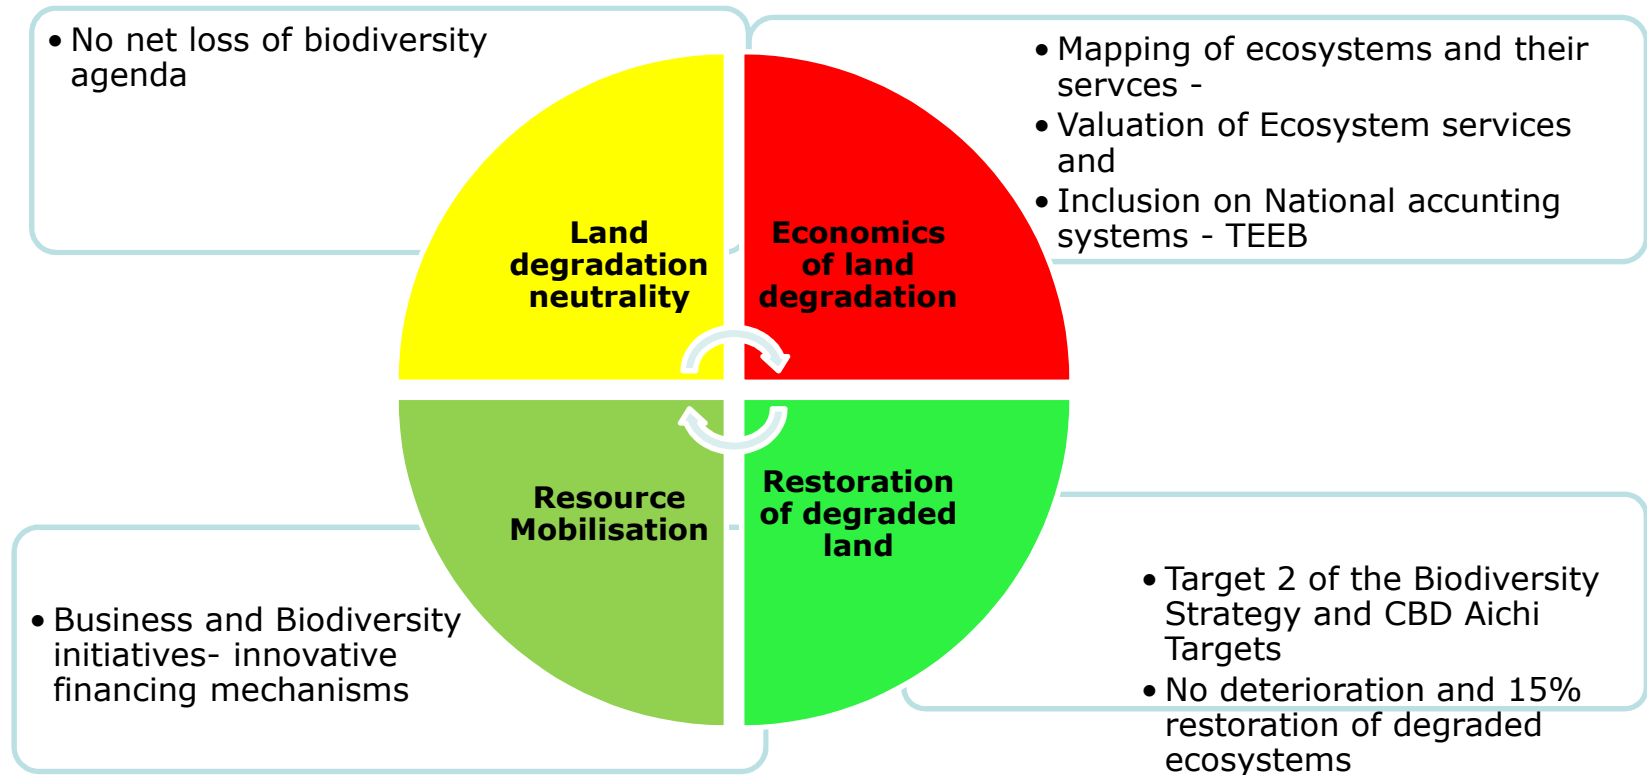 • No net loss of biodiversity
agenda
• Mapping of ecosystems and their
servces -
• Valuation of Ecosystem services
and
• Inclusion on National accunting
systems - TEEB
Land
degradation
neutrality
Economics
of land
degradation
Resource
Mobilisation
Restoration
of degraded
land
• Business and Biodiversity
initiatives- innovative
financing mechanisms
• Target 2 of the Biodiversity
Strategy and CBD Aichi
Targets
• No deterioration and 15%
restoration of degraded
ecosystems